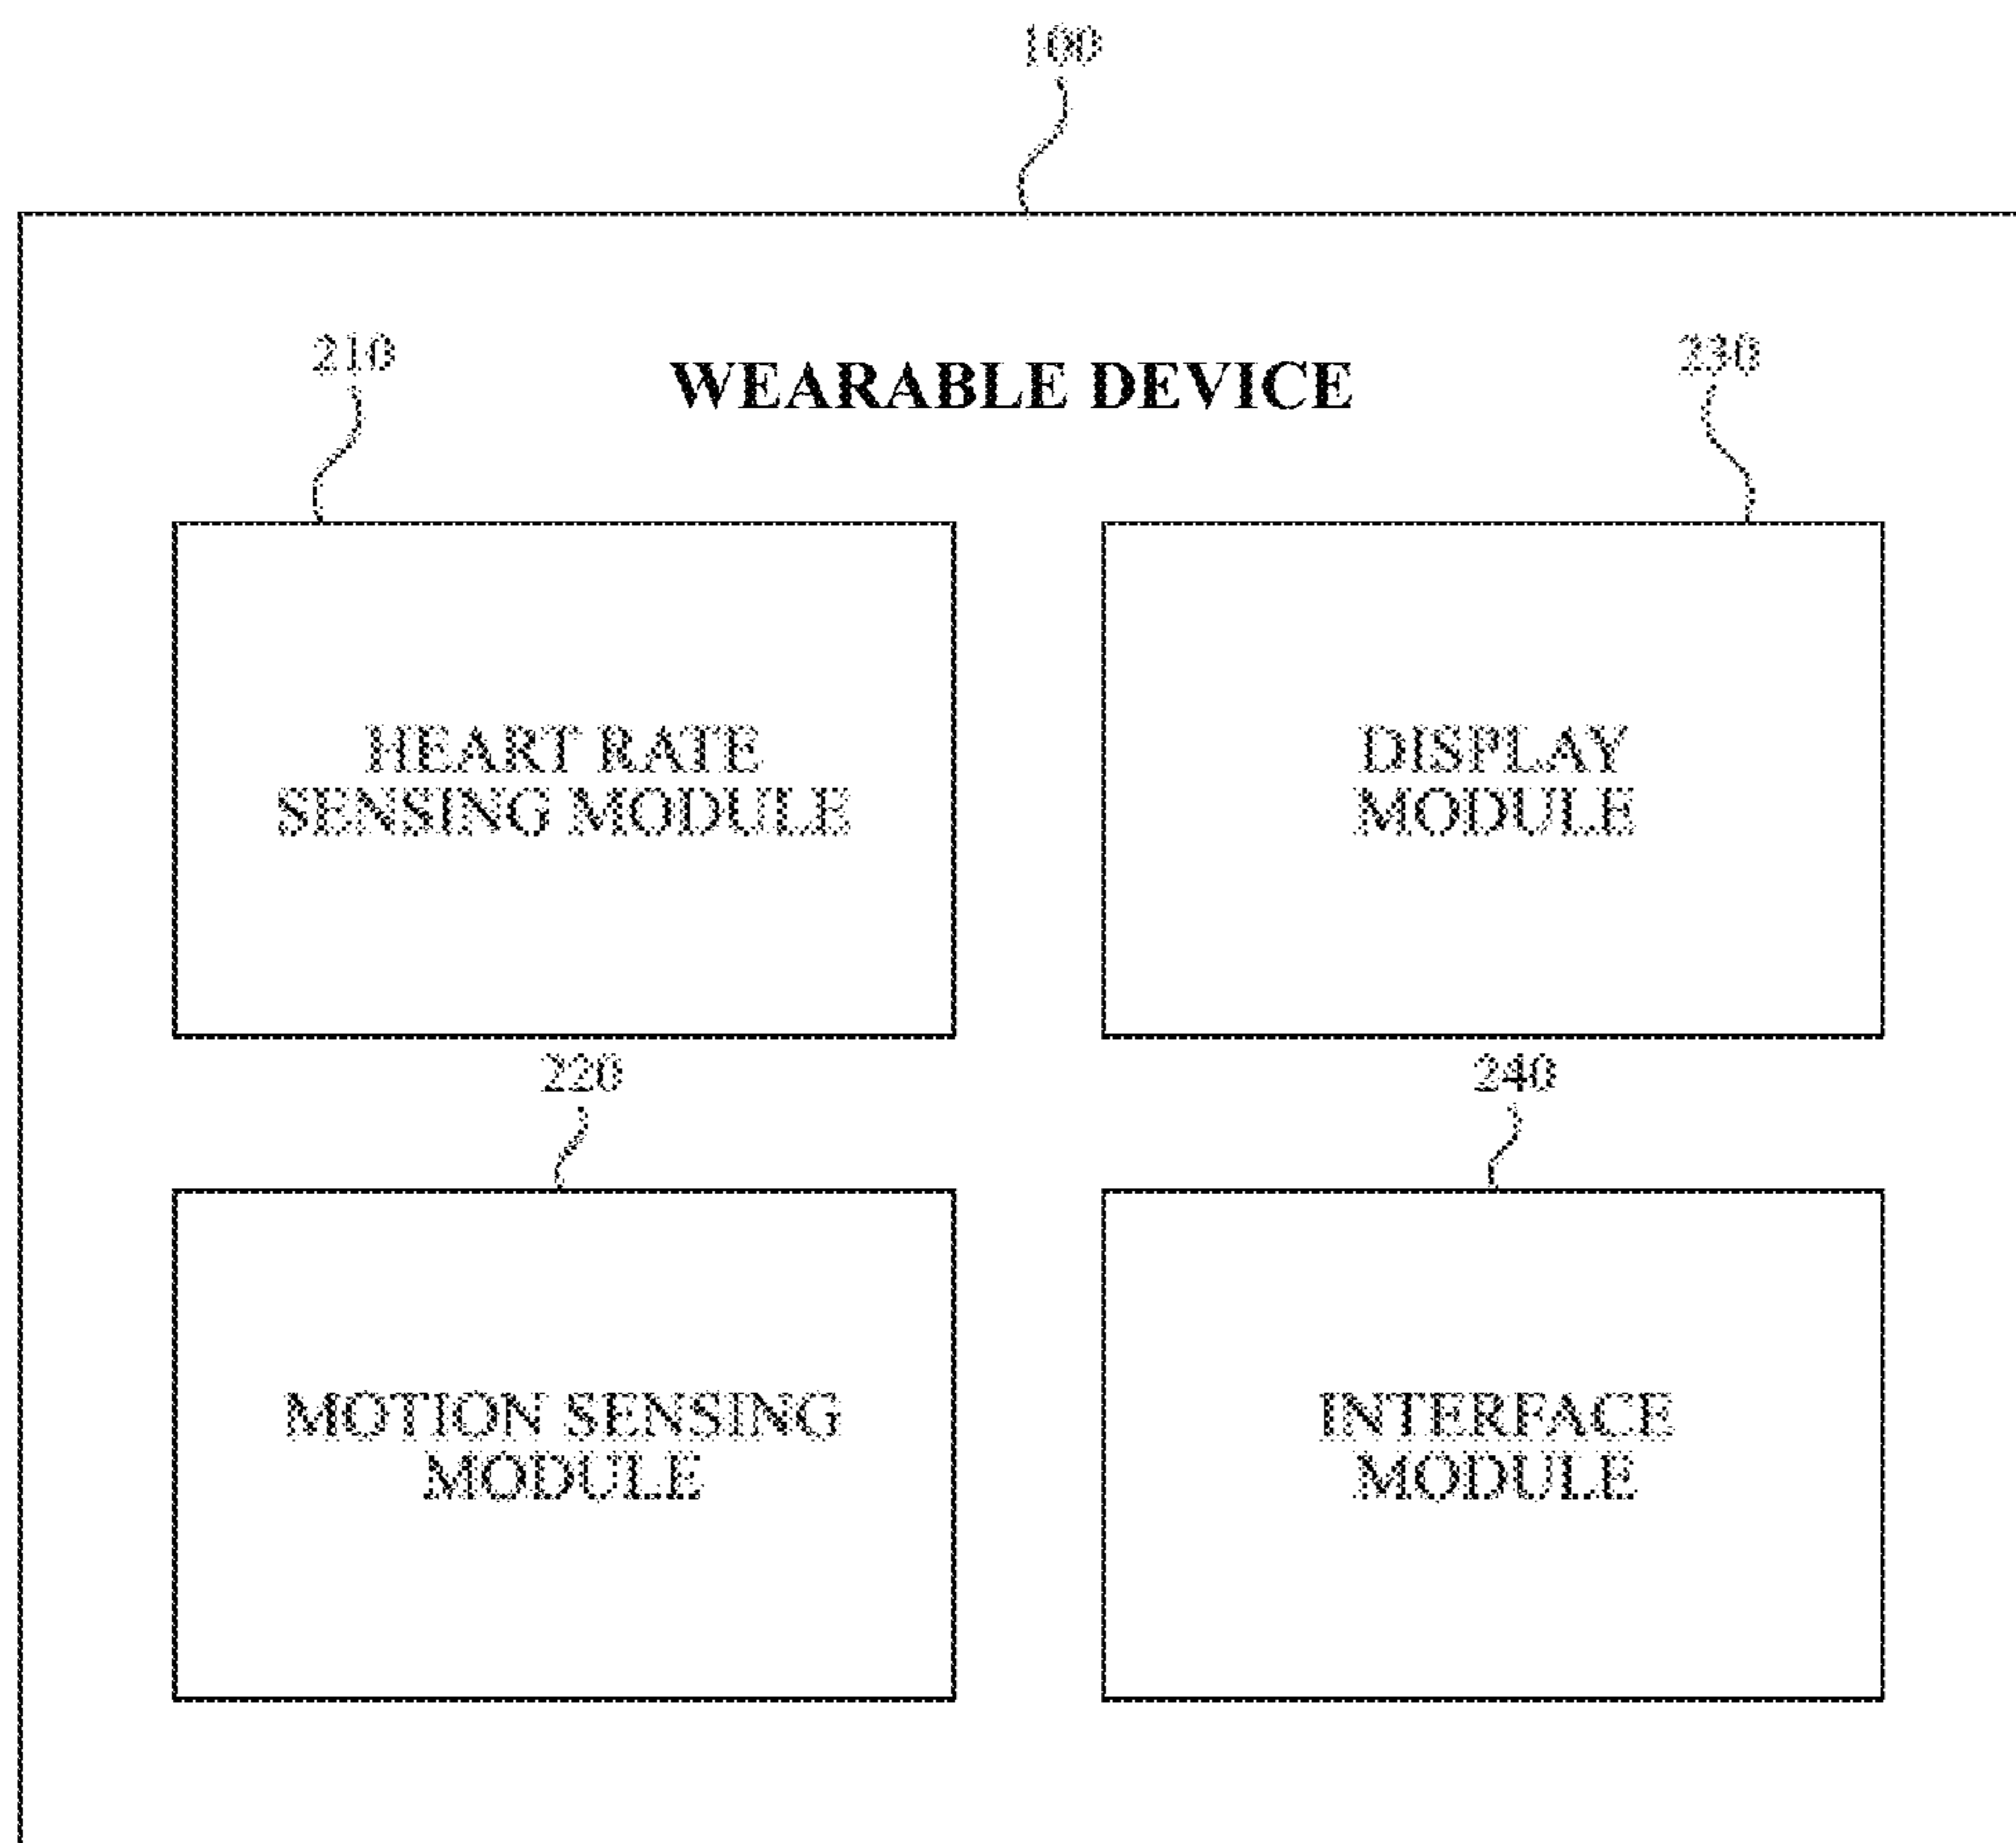 100
210
WEARABLE DEVICE
230
HEART RATE
SENSING MODULE
DISPLAY
MODULE
220
240
MOTION SENSING
MODULE
INTERFACE
MODULE